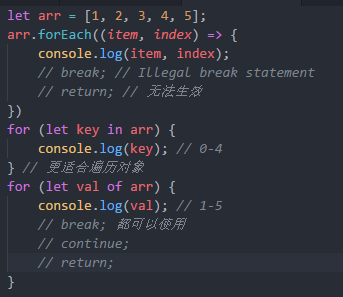 let arr = [1, 2, 3, 4, 5];
arr.forEach((item, index) => {
    console.log(item, index);
    // break; // Illegal break statement
    // return; // 无法生效
})
for (let key in arr) {
    console.log(key); // 0-4
} // 更适合遍历对象
for (let val of arr) {
    console.log(val); // 1-5
    // break; 都可以使用
    // continue;
    // return;
}